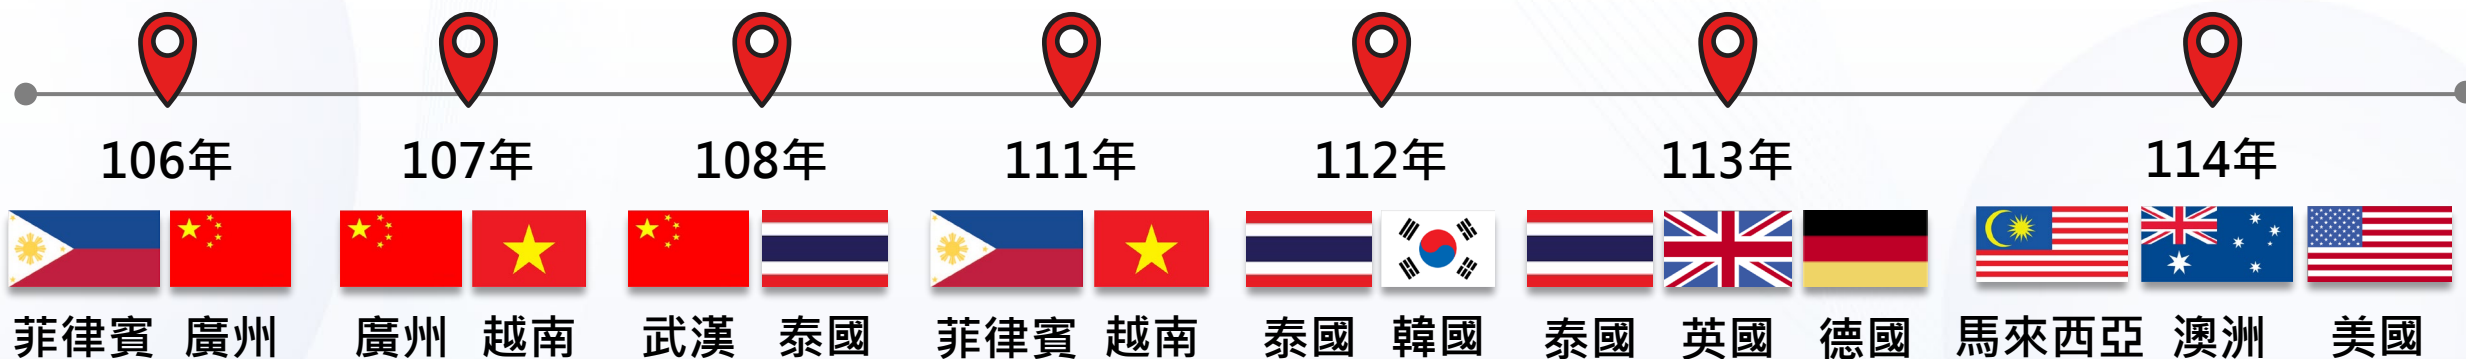 106年 107年 108年 111年 112年 113年 114年
菲律賓 廣州 廣州 越南 武漢 泰國 菲律賓 越南 泰國 韓國 泰國 英國 德國 馬來西亞 澳洲 美國